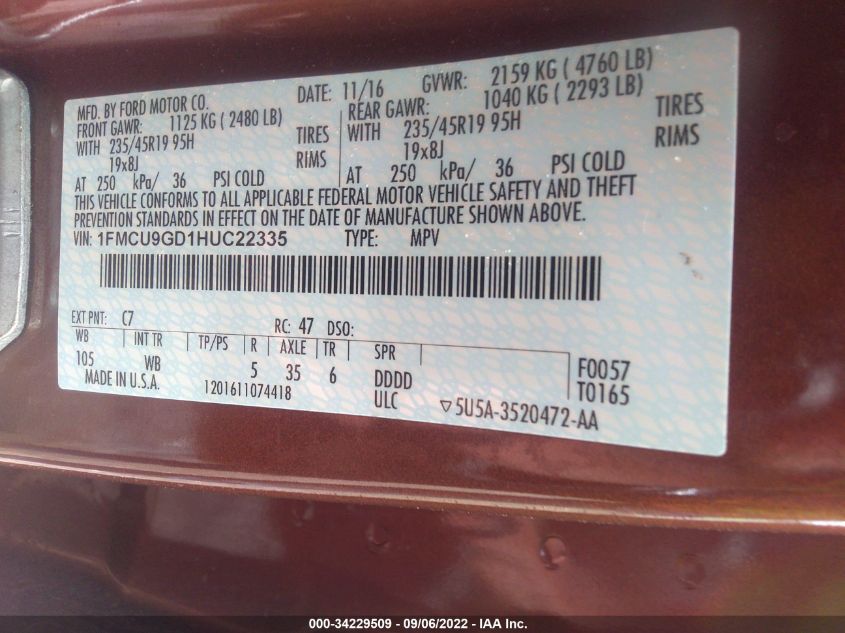 MFD. BY FORD MOTOR CO. DATE: 11/16 GVWR: 2159 KG ( 4760 LB)
FRONT GAWR: 1125 KG ( 2480 LB) REAR GAWR: 1040 KG ( 2293 LB)
WITH 235/45R19 95H TIRES WITH 235/45R19 95H TIRES
19x8J RIMS 19x8J RIMS
AT 250 kPa/ 36 PSI COLD AT 250 kPa/ 36 PSI COLD
THIS VEHICLE CONFORMS TO ALL APPLICABLE FEDERAL MOTOR VEHICLE SAFETY AND THEFT
PREVENTION STANDARDS IN EFFECT ON THE DATE OF MANUFACTURE SHOWN ABOVE.
VIN: 1FMCU9GD1HUC22335 TYPE: MPV
EXT PNT: C7 RC: 47 DSO:
WB INT TR TP/PS R AXLE TR SPR
105 WB 5 35 6 DDDD F0057
MADE IN U.S.A. 1201611074418 ULC ▽5U5A-3520472-AA T0165
000-34229509 - 09/06/2022 - IAA Inc.